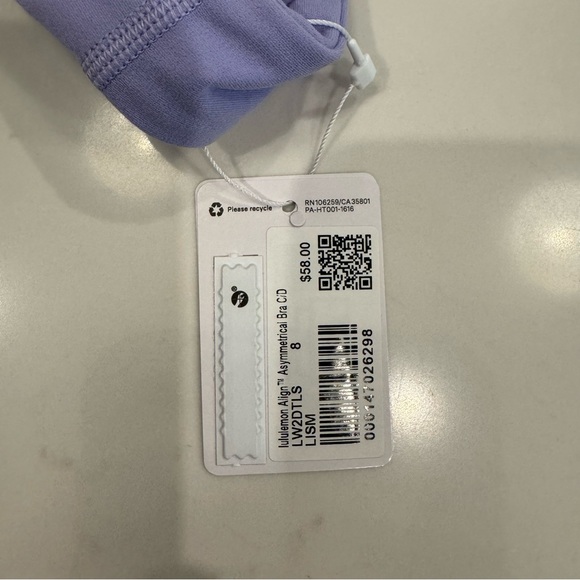 Please recycle
RN106259/CA35801
PA-HT001-1616
$58.00
lululemon Align™ Asymmetrical Bra C/D
LW2DTLS 8
LISM
000141026298